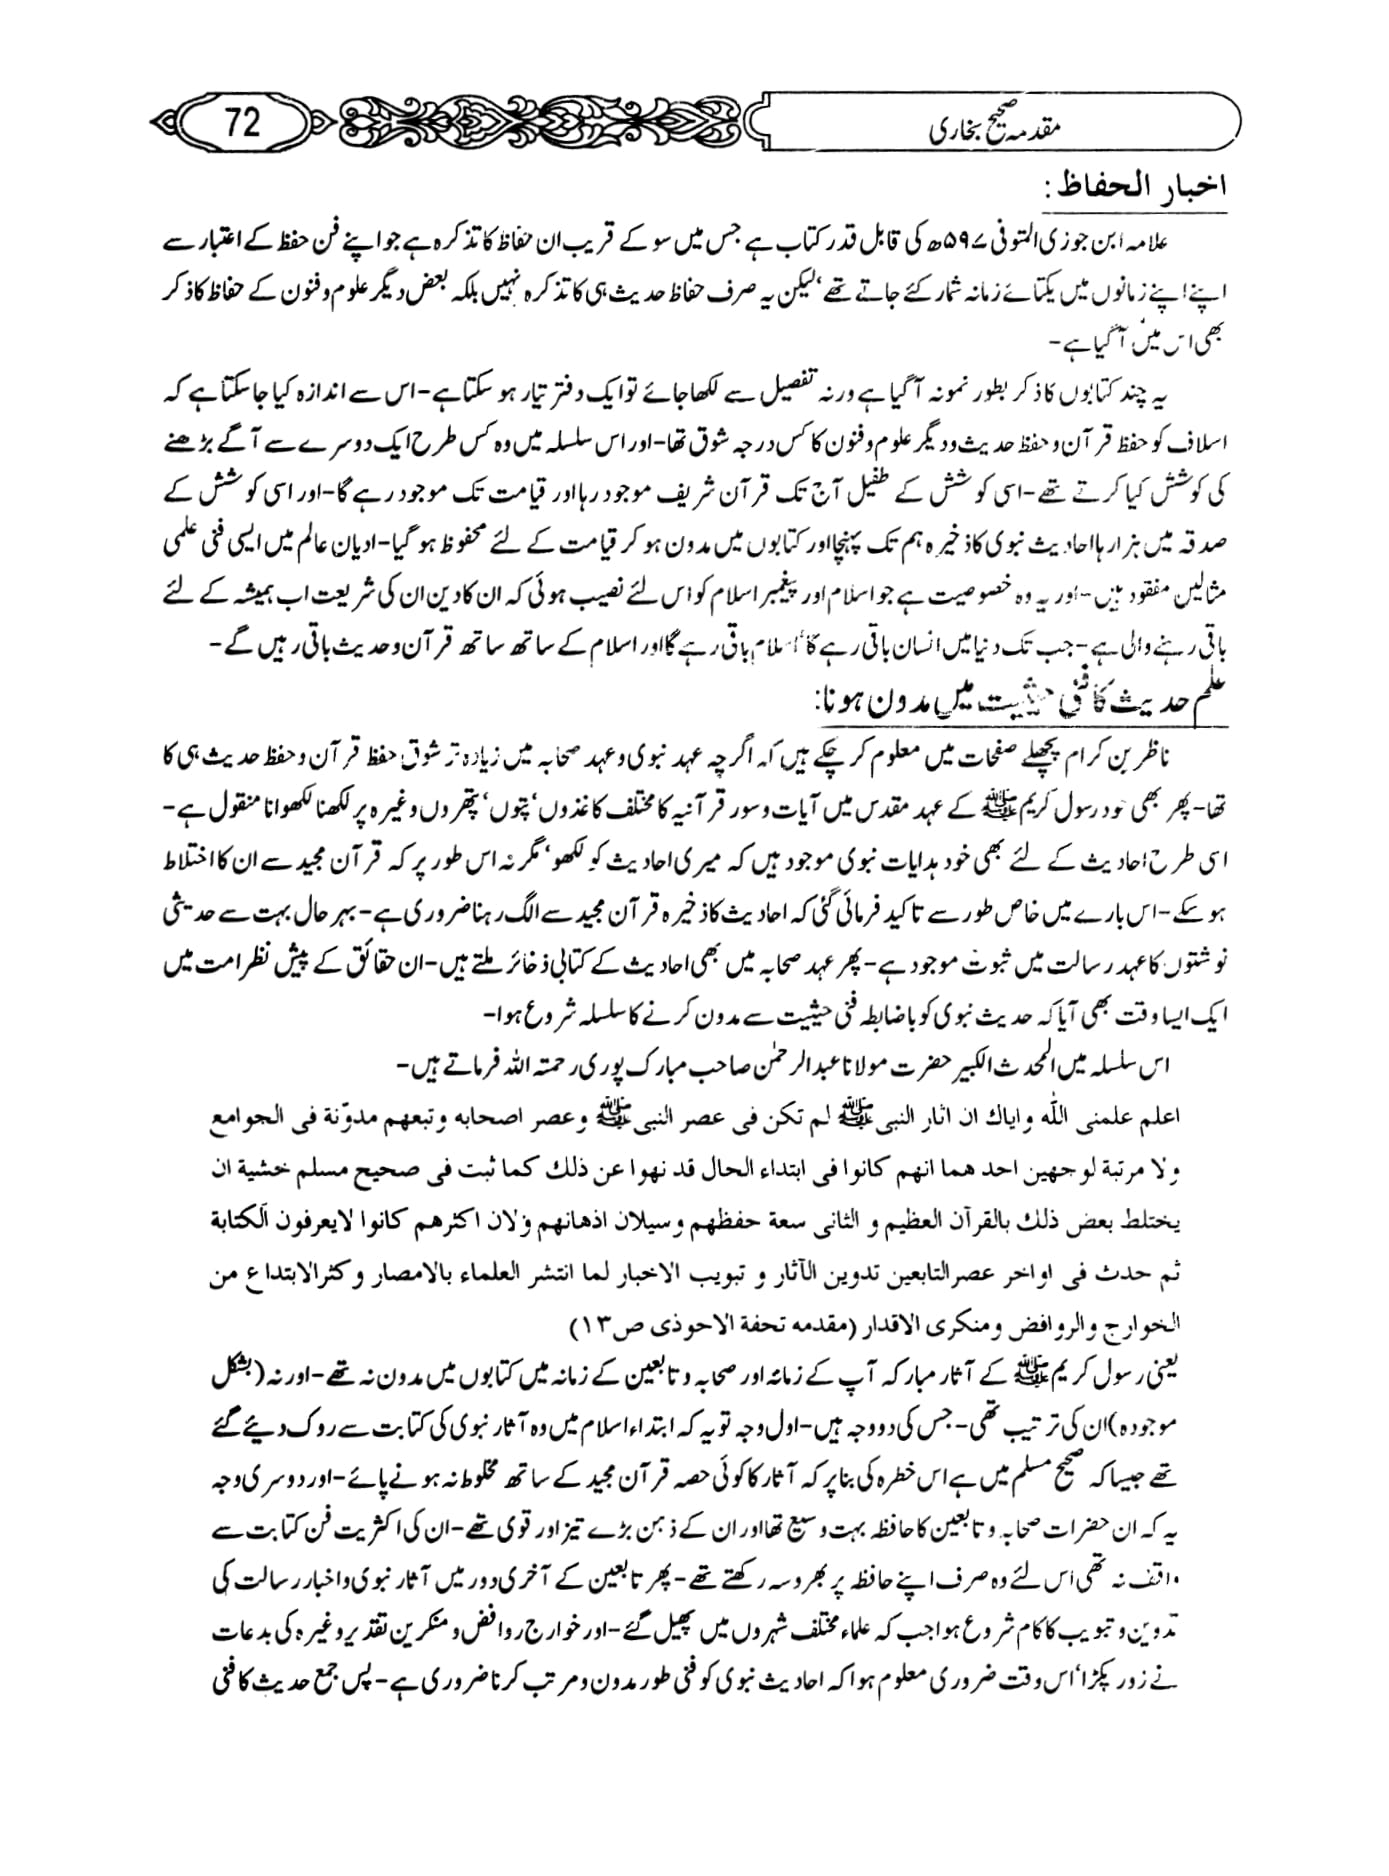 مقدمہ صحیح بخاری
72
اخبار الحفاظ :
علامہ ابن جوزی المتوفی ۵۹۷ھ کی قابل قدر کتاب ہے جس میں سو کے قریب ان حفاظ کا تذکرہ ہے جو اپنے فن حفظ کے اعتبار سے
اپنے اپنے زمانوں میں یکتائے زمانہ شمار کئے جاتے تھے‘ لیکن یہ صرف حفاظ حدیث ہی کا تذکرہ نہیں بلکہ بعض دیگر علوم و فنون کے حفاظ کا ذکر
بھی اس میں آ گیا ہے-
یہ چند کتابوں کا ذکر بطور نمونہ آ گیا ہے ورنہ تفصیل سے لکھا جائے تو ایک دفتر تیار ہو سکتا ہے- اس سے اندازہ کیا جا سکتا ہے کہ
اسلاف کو حفظ قرآن و حفظ حدیث و دیگر علوم و فنون کا کس درجہ شوق تھا- اور اس سلسلہ میں وہ کس طرح ایک دوسرے سے آگے بڑھنے
کی کوشش کیا کرتے تھے- اسی کوشش کے طفیل آج تک قرآن شریف موجود رہا اور قیامت تک موجود رہے گا- اور اسی کوشش کے
صدقہ میں ہزارہا احادیث نبوی کا ذخیرہ ہم تک پہنچا اور کتابوں میں مدون ہو کر قیامت کے لئے محفوظ ہو گیا- ادیان عالم میں ایسی فنی علمی
مثالیں مفقود ہیں- اور یہ وہ خصوصیت ہے جو اسلام اور پیغمبر اسلام کو اس لئے نصیب ہوئی کہ ان کا دین ان کی شریعت اب ہمیشہ کے لئے
باقی رہنے والی ہے- جب تک دنیا میں انسان باقی رہے گا‘ اسلام باقی رہے گا اور اسلام کے ساتھ ساتھ قرآن و حدیث باقی رہیں گے-
علم حدیث کا فنی حیثیت میں مدون ہونا:
ناظرین کرام پچھلے صفحات میں معلوم کر چکے ہیں کہ اگرچہ عہد نبوی و عہد صحابہ میں زیادہ تر شوق حفظ قرآن و حفظ حدیث ہی کا
تھا- پھر بھی خود رسول کریم ﷺ کے عہد مقدس میں آیات و سور قرآنیہ کا مختلف کاغذوں‘ پتوں‘ پتھروں وغیرہ پر لکھنا لکھوانا منقول ہے-
اسی طرح احادیث کے لئے بھی خود ہدایات نبوی موجود ہیں کہ میری احادیث کو لکھو‘ مگر نہ اس طور پر کہ قرآن مجید سے ان کا اختلاط
ہو سکے- اس بارے میں خاص طور سے تاکید فرمائی گئی کہ احادیث کا ذخیرہ قرآن مجید سے الگ رہنا ضروری ہے- بہر حال بہت سے حدیثی
نوشتوں کا عہد رسالت میں ثبوت موجود ہے- پھر عہد صحابہ میں بھی احادیث کے کتابی ذخائر ملتے ہیں- ان حقائق کے پیش نظر امت میں
ایک ایسا وقت بھی آیا کہ حدیث نبوی کو باضابطہ فنی حیثیت سے مدون کرنے کا سلسلہ شروع ہوا-
اس سلسلہ میں المحدث الکبیر حضرت مولانا عبد الرحمٰن صاحب مبارک پوری رحمتہ اللہ فرماتے ہیں-
اعلم علمنی اللہ وایاك ان اثار النبی ﷺ لم تکن فی عصر النبی ﷺ وعصر اصحابه وتبعهم مدوّنة فی الجوامع
ولا مرتبة لوجهین احد هما انهم کانوا فی ابتداء الحال قد نهوا عن ذلك کما ثبت فی صحیح مسلم خشیة ان
یختلط بعض ذلك بالقرآن العظیم و الثانی سعة حفظهم وسیلان اذهانهم ولان اکثرهم کانوا لایعرفون الکتابة
ثم حدث فی اواخر عصرالتابعین تدوین الآثار و تبویب الاخبار لما انتشر العلماء بالامصار وکثرالابتداع من
الخوارج والروافض ومنکری الاقدار (مقدمه تحفة الاحوذی ص۱۳)
یعنی رسول کریم ﷺ کے آثار مبارکہ آپ کے زمانہ اور صحابہ و تابعین کے زمانہ میں کتابوں میں مدون نہ تھے- اور نہ (بشکل
موجودہ) ان کی ترتیب تھی- جس کی دو وجہ ہیں- اول وجہ تو یہ کہ ابتداء اسلام میں وہ آثار نبوی کی کتابت سے روک دیئے گئے
تھے جیسا کہ صحیح مسلم میں ہے اس خطرہ کی بنا پر کہ آثار کا کوئی حصہ قرآن مجید کے ساتھ مخلوط نہ ہونے پائے- اور دوسری وجہ
یہ کہ ان حضرات صحابہ و تابعین کا حافظہ بہت وسیع تھا اور ان کے ذہن بڑے تیز اور قوی تھے- ان کی اکثریت فن کتابت سے
واقف نہ تھی اس لئے وہ صرف اپنے حافظہ پر بھروسہ رکھتے تھے- پھر تابعین کے آخری دور میں آثار نبوی و اخبار رسالت کی
تدوین و تبویب کا کام شروع ہوا جب کہ علماء مختلف شہروں میں پھیل گئے- اور خوارج روافض و منکرین تقدیر وغیرہ کی بدعات
نے زور پکڑا‘ اس وقت ضروری معلوم ہوا کہ احادیث نبوی کو فنی طور مدون و مرتب کرنا ضروری ہے- پس جمع حدیث کا فنی